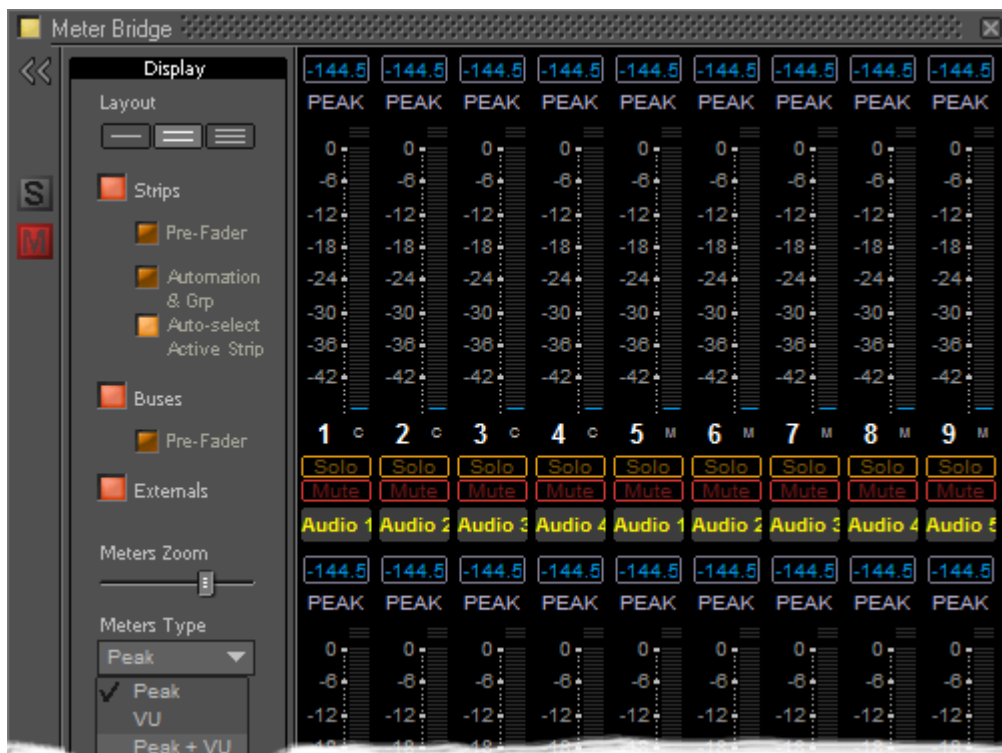 Meter Bridge
Display
Layout
S
Strips
M
Pre-Fader
Automation
& Grp
Auto-select
Active Strip
Buses
Pre-Fader
Externals
Meters Zoom
Meters Type
Peak
Peak
VU
Peak + VU
-144.5 -144.5 -144.5 -144.5 -144.5 -144.5 -144.5 -144.5 -144.5
PEAK PEAK PEAK PEAK PEAK PEAK PEAK PEAK PEAK
0 0 0 0 0 0 0 0 0
-6 -6 -6 -6 -6 -6 -6 -6 -6
-12 -12 -12 -12 -12 -12 -12 -12 -12
-18 -18 -18 -18 -18 -18 -18 -18 -18
-24 -24 -24 -24 -24 -24 -24 -24 -24
-30 -30 -30 -30 -30 -30 -30 -30 -30
-36 -36 -36 -36 -36 -36 -36 -36 -36
-42 -42 -42 -42 -42 -42 -42 -42 -42
1 C 2 C 3 C 4 C 5 M 6 M 7 M 8 M 9 M
Solo Solo Solo Solo Solo Solo Solo Solo Solo
Mute Mute Mute Mute Mute Mute Mute Mute Mute
Audio 1 Audio 2 Audio 3 Audio 4 Audio 1 Audio 2 Audio 3 Audio 4 Audio 5
-144.5 -144.5 -144.5 -144.5 -144.5 -144.5 -144.5 -144.5 -144.5
PEAK PEAK PEAK PEAK PEAK PEAK PEAK PEAK PEAK
0 0 0 0 0 0 0 0 0
-6 -6 -6 -6 -6 -6 -6 -6 -6
-12 -12 -12 -12 -12 -12 -12 -12 -12